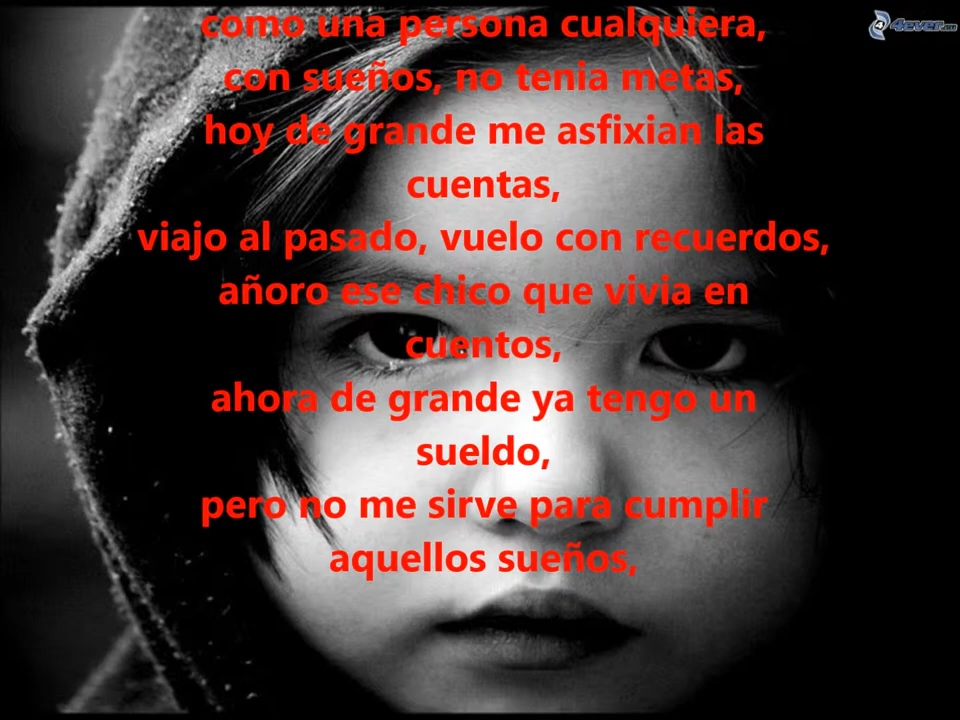 como una persona cualquiera,
con sueños, no tenia metas,
hoy de grande me asfixian las
cuentas,
viajo al pasado, vuelo con recuerdos,
añoro ese chico que vivia en
cuentos,
ahora de grande ya tengo un
sueldo,
pero no me sirve para cumplir
aquellos sueños,
4ever.eu